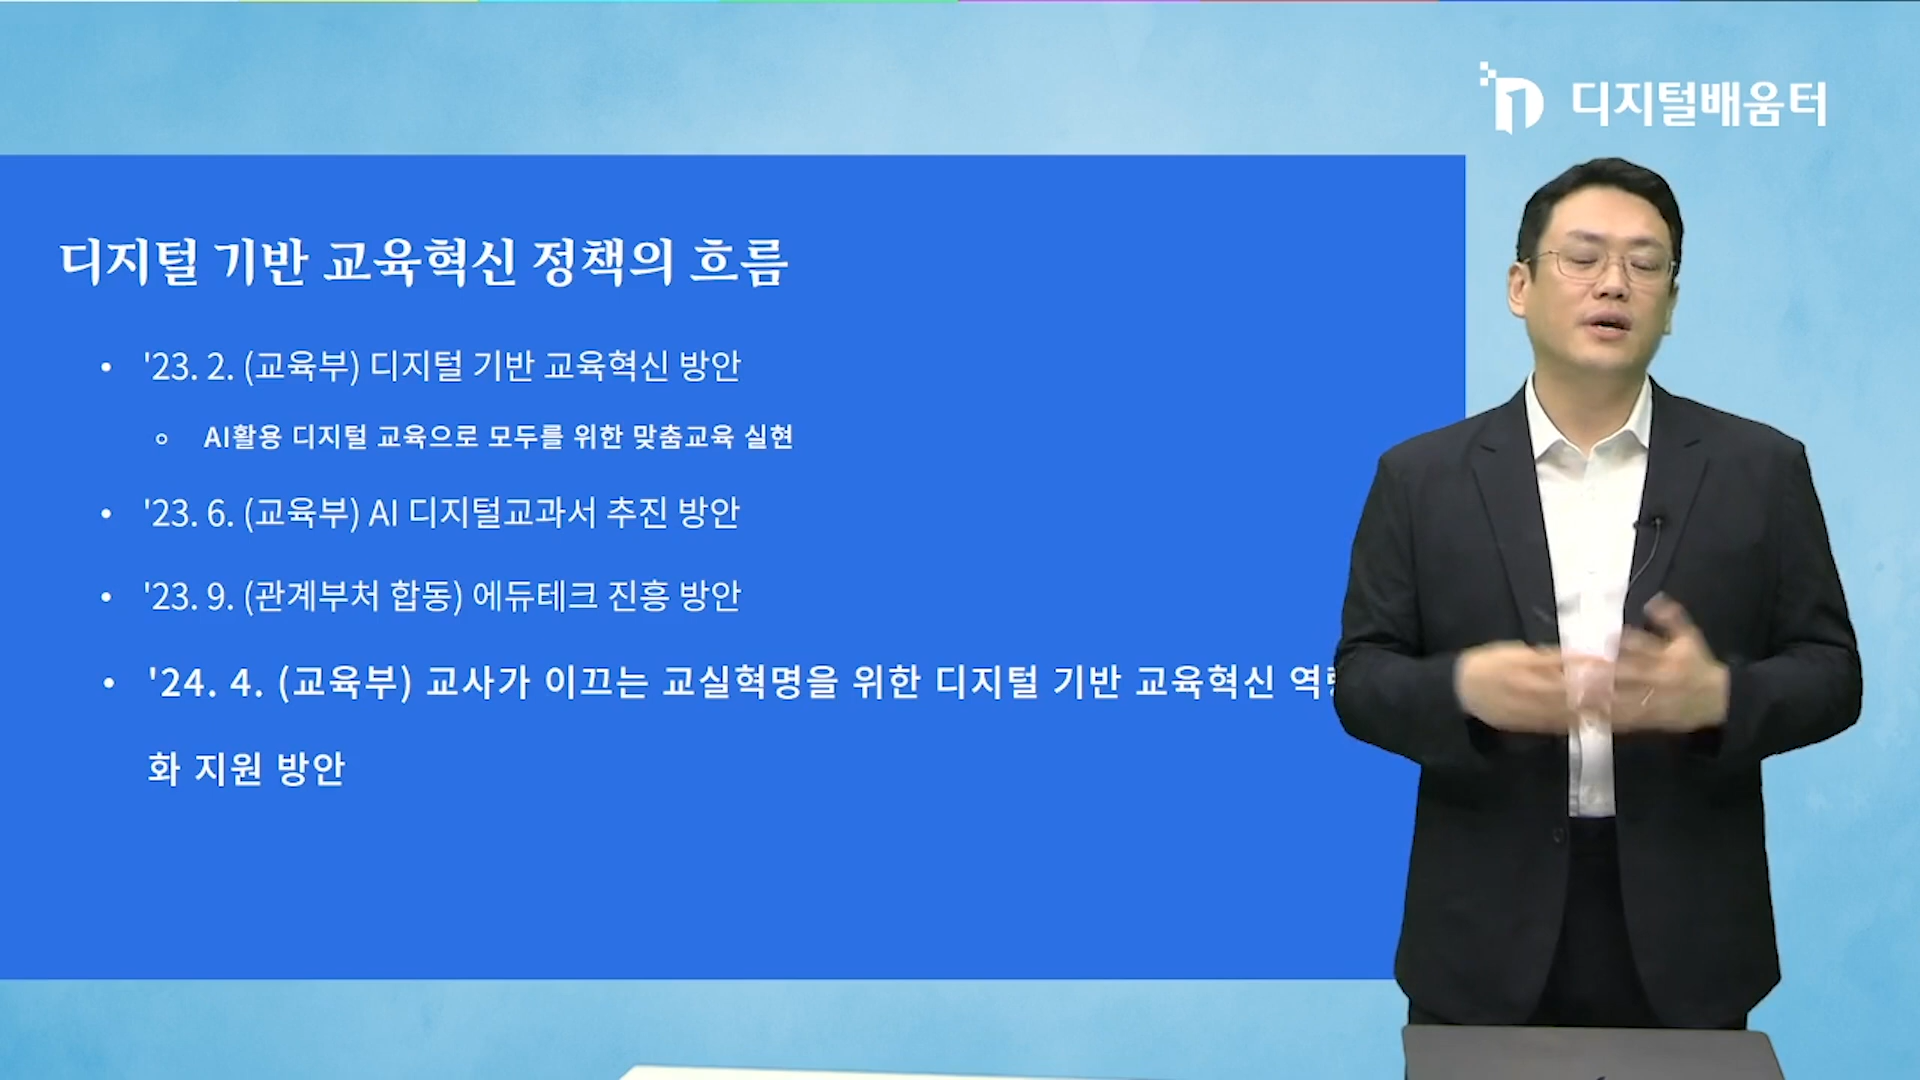 디지털배움터
디지털 기반 교육혁신 정책의 흐름
• '23. 2. (교육부) 디지털 기반 교육혁신 방안
○ AI활용 디지털 교육으로 모두를 위한 맞춤교육 실현
• '23. 6. (교육부) AI 디지털교과서 추진 방안
• '23. 9. (관계부처 합동) 에듀테크 진흥 방안
• '24. 4. (교육부) 교사가 이끄는 교실혁명을 위한 디지털 기반 교육혁신
화 지원 방안